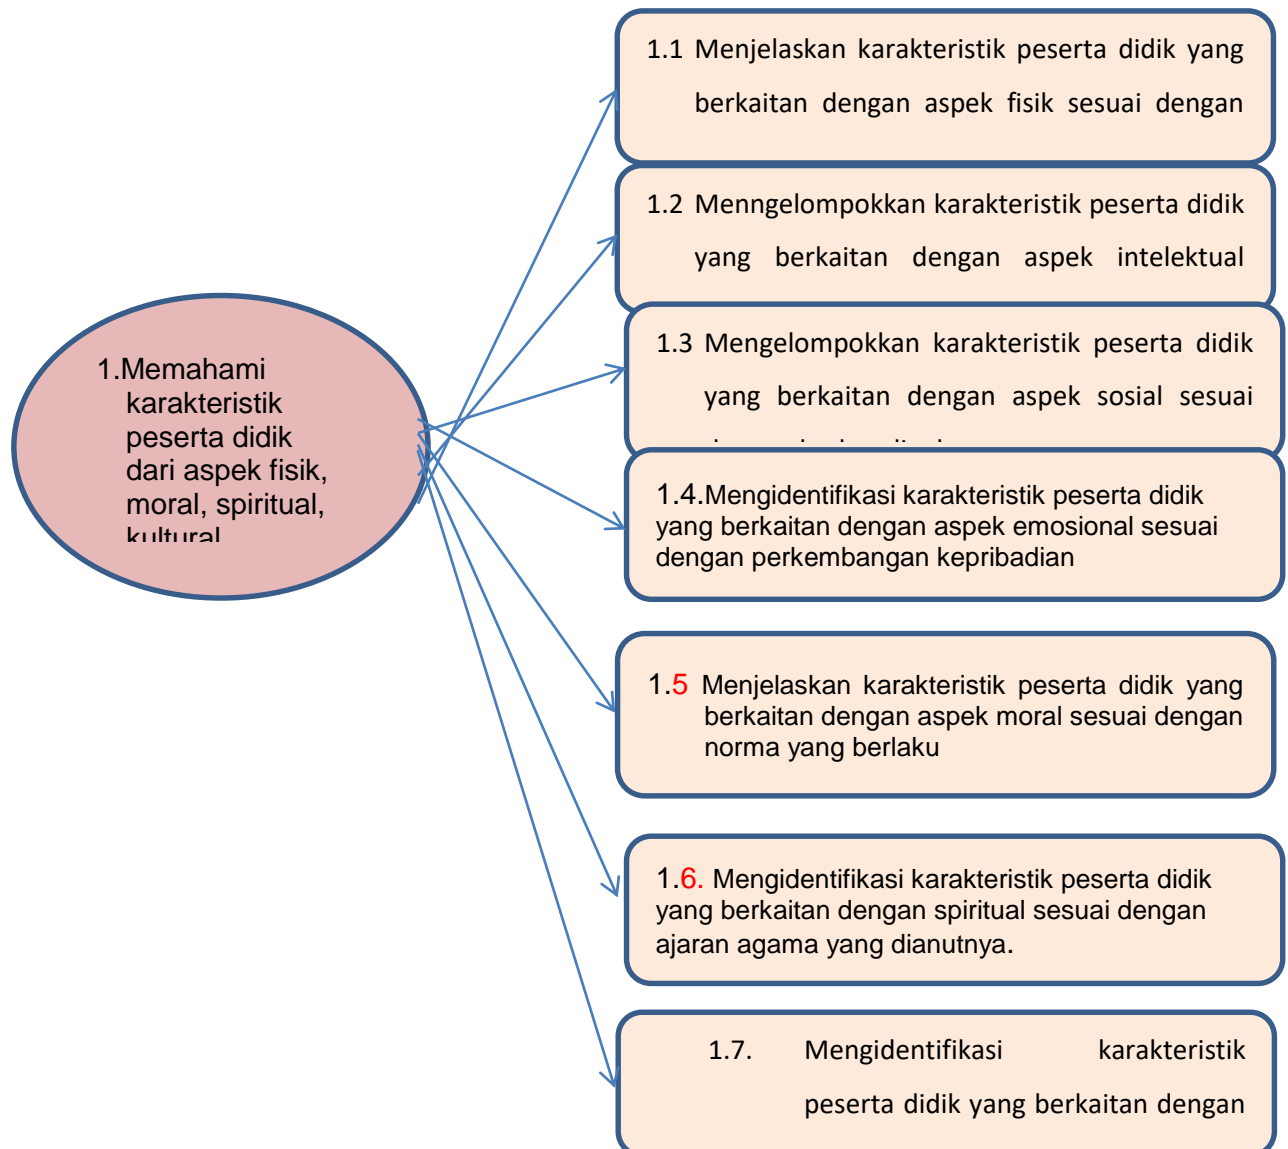 1.1 Menjelaskan karakteristik peserta didik yang
berkaitan dengan aspek fisik sesuai dengan
1.2 Menngelompokkan karakteristik peserta didik
yang berkaitan dengan aspek intelektual
1.3 Mengelompokkan karakteristik peserta didik
yang berkaitan dengan aspek sosial sesuai
1.Memahami
karakteristik
peserta didik
dari aspek fisik,
moral, spiritual,
kultural
1.4.Mengidentifikasi karakteristik peserta didik
yang berkaitan dengan aspek emosional sesuai
dengan perkembangan kepribadian
1.5 Menjelaskan karakteristik peserta didik yang
berkaitan dengan aspek moral sesuai dengan
norma yang berlaku
1.6. Mengidentifikasi karakteristik peserta didik
yang berkaitan dengan spiritual sesuai dengan
ajaran agama yang dianutnya.
1.7. Mengidentifikasi karakteristik
peserta didik yang berkaitan dengan